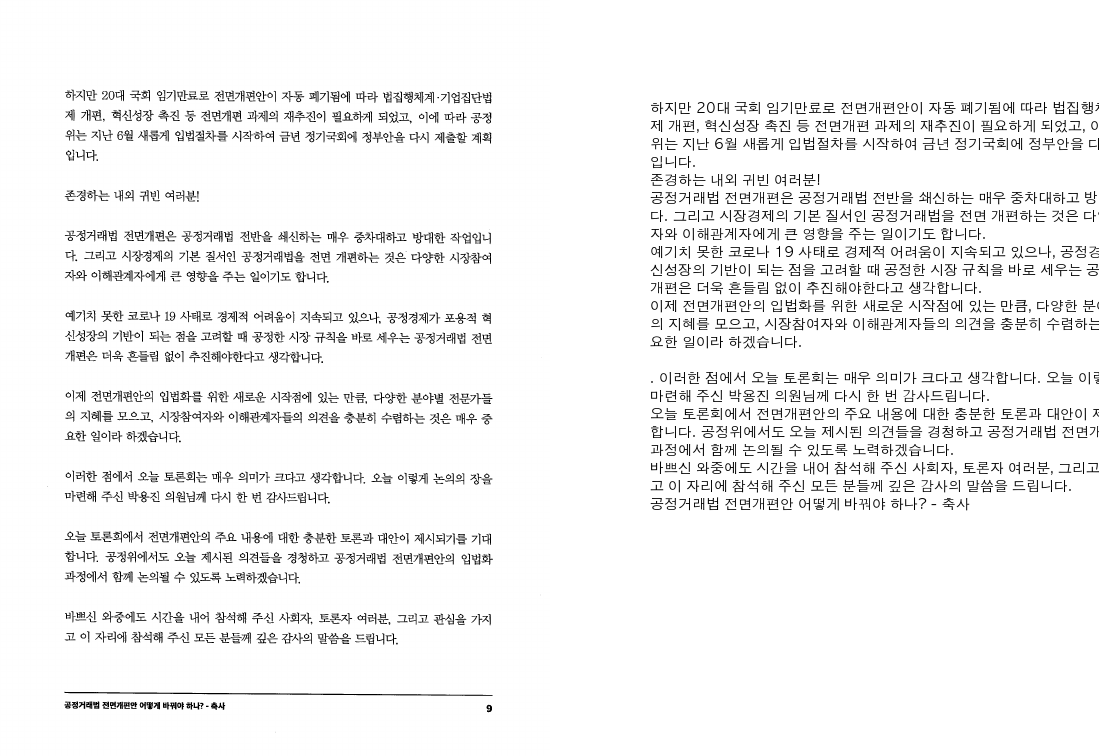 하지만 20대 국회 임기만료로 전면개편안이 자동 폐기됨에 따라 법집행체계·기업집단법
제 개편, 혁신성장 촉진 등 전면개편 과제의 재추진이 필요하게 되었고, 이에 따라 공정
위는 지난 6월 새롭게 입법절차를 시작하여 금년 정기국회에 정부안을 다시 제출할 계획
입니다.
존경하는 내외 귀빈 여러분!
공정거래법 전면개편은 공정거래법 전반을 쇄신하는 매우 중차대하고 방대한 작업입니
다. 그리고 시장경제의 기본 질서인 공정거래법을 전면 개편하는 것은 다양한 시장참여
자와 이해관계자에게 큰 영향을 주는 일이기도 합니다.
예기치 못한 코로나 19 사태로 경제적 어려움이 지속되고 있으나, 공정경제가 포용적 혁
신성장의 기반이 되는 점을 고려할 때 공정한 시장 규칙을 바로 세우는 공정거래법 전면
개편은 더욱 흔들림 없이 추진해야한다고 생각합니다.
이제 전면개편안의 입법화를 위한 새로운 시작점에 있는 만큼, 다양한 분야별 전문가들
의 지혜를 모으고, 시장참여자와 이해관계자들의 의견을 충분히 수렴하는 것은 매우 중
요한 일이라 하겠습니다.
이러한 점에서 오늘 토론회는 매우 의미가 크다고 생각합니다. 오늘 이렇게 논의의 장을
마련해 주신 박용진 의원님께 다시 한 번 감사드립니다.
오늘 토론회에서 전면개편안의 주요 내용에 대한 충분한 토론과 대안이 제시되기를 기대
합니다. 공정위에서도 오늘 제시된 의견들을 경청하고 공정거래법 전면개편안의 입법화
과정에서 함께 논의될 수 있도록 노력하겠습니다.
바쁘신 와중에도 시간을 내어 참석해 주신 사회자, 토론자 여러분, 그리고 관심을 가지
고 이 자리에 참석해 주신 모든 분들께 깊은 감사의 말씀을 드립니다.
공정거래법 전면개편안 어떻게 바꿔야 하나? - 축사
9
하지만 20대 국회 임기만료로 전면개편안이 자동 폐기됨에 따라 법집행
제 개편, 혁신성장 촉진 등 전면개편 과제의 재추진이 필요하게 되었고,
위는 지난 6월 새롭게 입법절차를 시작하여 금년 정기국회에 정부안을
입니다.
존경하는 내외 귀빈 여러분!
공정거래법 전면개편은 공정거래법 전반을 쇄신하는 매우 중차대하고
다. 그리고 시장경제의 기본 질서인 공정거래법을 전면 개편하는 것은
자와 이해관계자에게 큰 영향을 주는 일이기도 합니다.
예기치 못한 코로나 19 사태로 경제적 어려움이 지속되고 있으나,
신성장의 기반이 되는 점을 고려할 때 공정한 시장 규칙을 바로 세우는
개편은 더욱 흔들림 없이 추진해야한다고 생각합니다.
이제 전면개편안의 입법화를 위한 새로운 시작점에 있는 만큼, 다양한
의 지혜를 모으고, 시장참여자와 이해관계자들의 의견을 충분히 수렴하는
요한 일이라 하겠습니다.
. 이러한 점에서 오늘 토론회는 매우 의미가 크다고 생각합니다. 오늘
마련해 주신 박용진 의원님께 다시 한 번 감사드립니다.
오늘 토론회에서 전면개편안의 주요 내용에 대한 충분한 토론과 대안이
합니다. 공정위에서도 오늘 제시된 의견들을 경청하고 공정거래법
과정에서 함께 논의될 수 있도록 노력하겠습니다.
바쁘신 와중에도 시간을 내어 참석해 주신 사회자, 토론자 여러분, 그리고
고 이 자리에 참석해 주신 모든 분들께 깊은 감사의 말씀을 드립니다.
공정거래법 전면개편안 어떻게 바꿔야 하나? - 축사